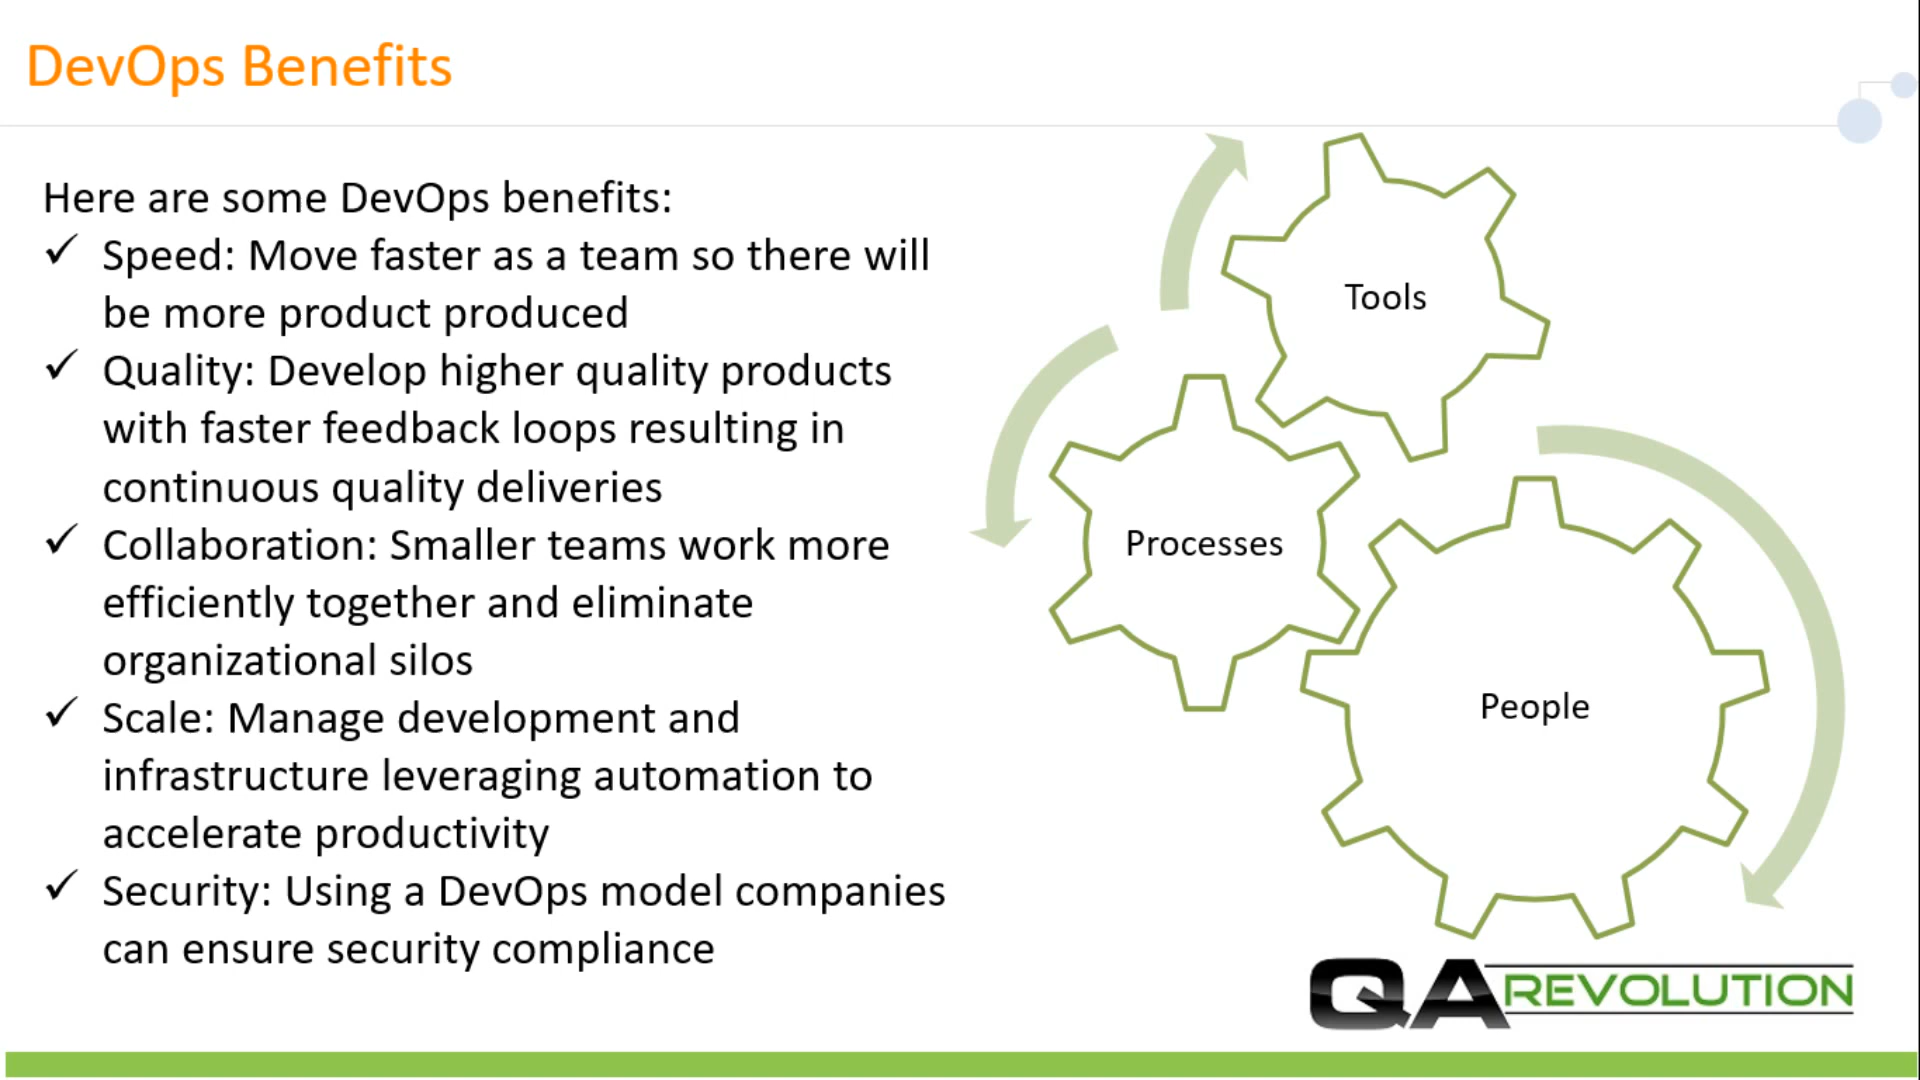 DevOps Benefits
Here are some DevOps benefits:
✓ Speed: Move faster as a team so there will
be more product produced
✓ Quality: Develop higher quality products
with faster feedback loops resulting in
continuous quality deliveries
✓ Collaboration: Smaller teams work more
efficiently together and eliminate
organizational silos
✓ Scale: Manage development and
infrastructure leveraging automation to
accelerate productivity
✓ Security: Using a DevOps model companies
can ensure security compliance
Tools
Processes
People
QA REVOLUTION